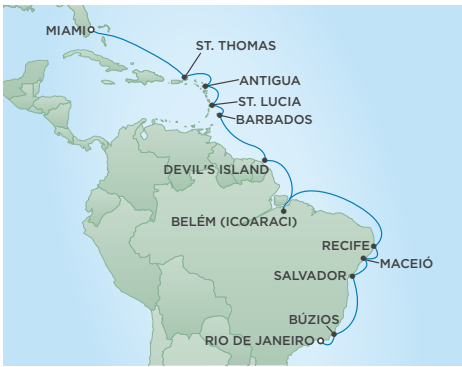 MIAMI
ST. THOMAS
ANTIGUA
ST. LUCIA
BARBADOS
DEVIL'S ISLAND
BELÉM (ICOARACI)
RECIFE
MACEIÓ
SALVADOR
BÚZIOS
RIO DE JANEIRO